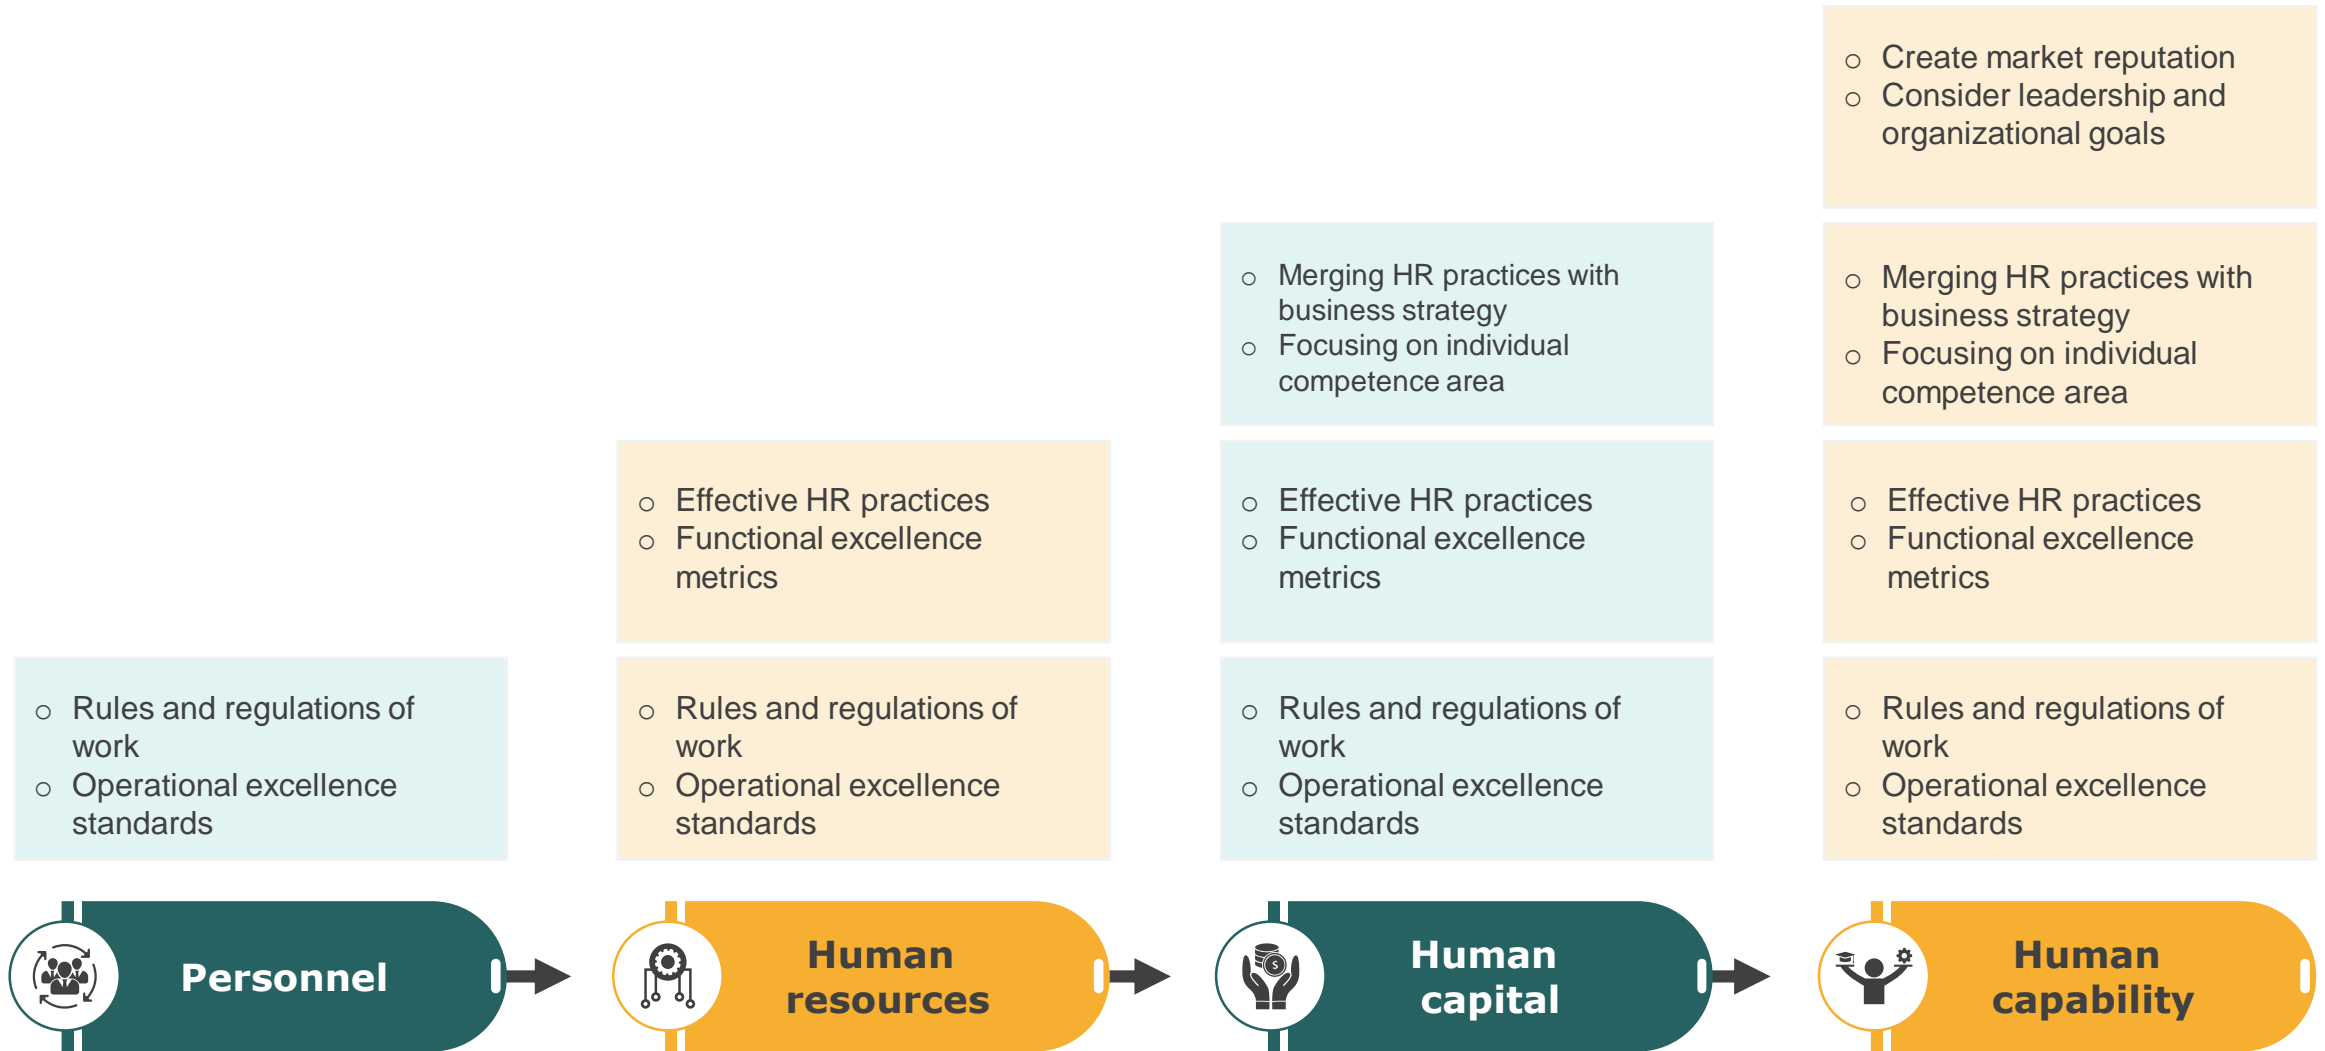 ○ Create market reputation
○ Consider leadership and
organizational goals
○ Merging HR practices with
business strategy
○ Focusing on individual
competence area
○ Merging HR practices with
business strategy
○ Focusing on individual
competence area
○ Effective HR practices
○ Functional excellence
metrics
○ Effective HR practices
○ Functional excellence
metrics
○ Effective HR practices
○ Functional excellence
metrics
○ Rules and regulations of
work
○ Operational excellence
standards
○ Rules and regulations of
work
○ Operational excellence
standards
○ Rules and regulations of
work
○ Operational excellence
standards
○ Rules and regulations of
work
○ Operational excellence
standards
Personnel
Human
resources
$
Human
capital
Human
capability